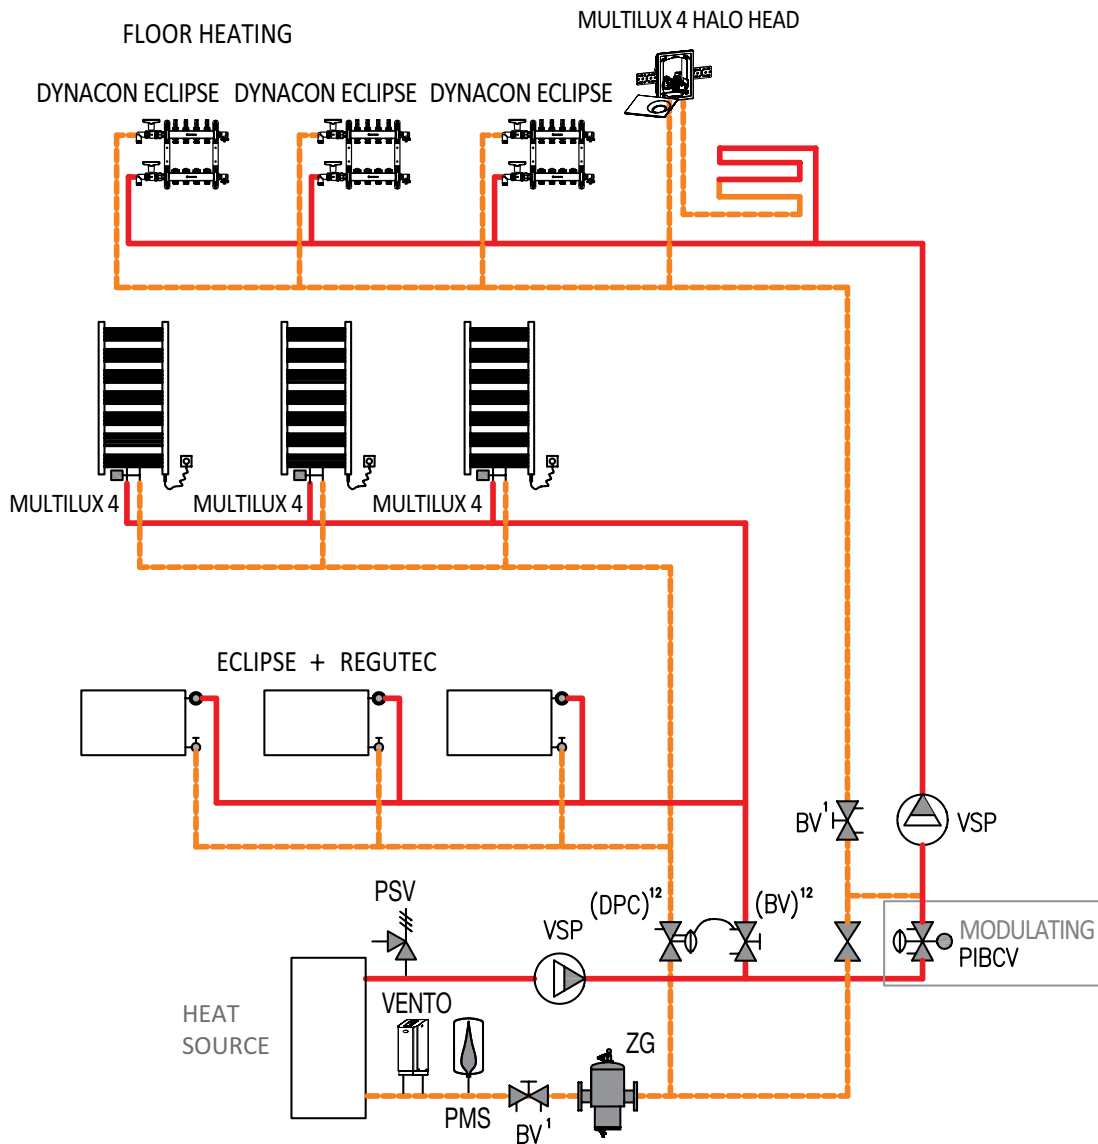 MULTILUX 4 HALO HEAD
FLOOR HEATING
DYNACON ECLIPSE DYNACON ECLIPSE DYNACON ECLIPSE
MULTILUX 4 MULTILUX 4 MULTILUX 4
ECLIPSE + REGUTEC
BV¹ VSP
PSV (DPC)¹² (BV)¹²
VSP MODULATING
PIBCV
VENTO
HEAT
SOURCE
ZG
PMS
BV¹